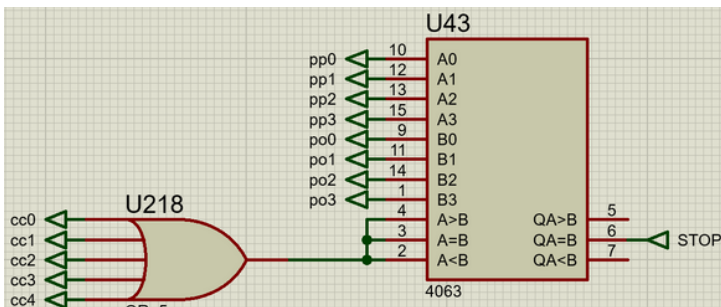 U43
pp0 10 A0
pp1 12 A1
pp2 13 A2
pp3 15 A3
po0 9 B0
po1 11 B1
po2 14 B2
po3 1 B3
U218
cc0 4 A>B QA>B 5
cc1 3 A=B QA=B 6 STOP
cc2 2 A<B QA<B 7
cc3
4063
cc4